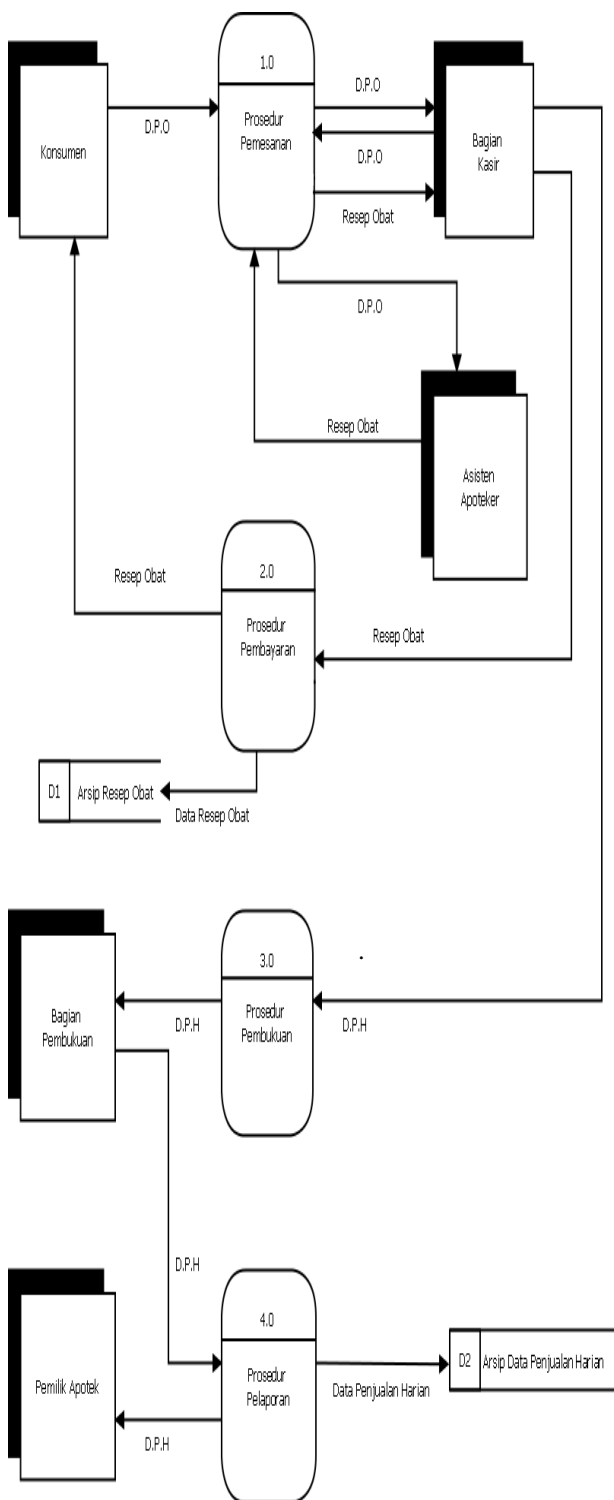 1.0
Prosedur
Pemesanan
Konsumen
D.P.O
D.P.O
D.P.O
Resep Obat
Bagian
Kasir
D.P.O
Resep Obat
Asisten
Apoteker
2.0
Prosedur
Pembayaran
Resep Obat
Resep Obat
D1
Arsip Resep Obat
Data Resep Obat
3.0
Prosedur
Pembukuan
Bagian
Pembukuan
D.P.H
D.P.H
D.P.H
4.0
Prosedur
Pelaporan
Pemilik Apotek
D.P.H
Data Penjualan Harian
D2
Arsip Data Penjualan Harian